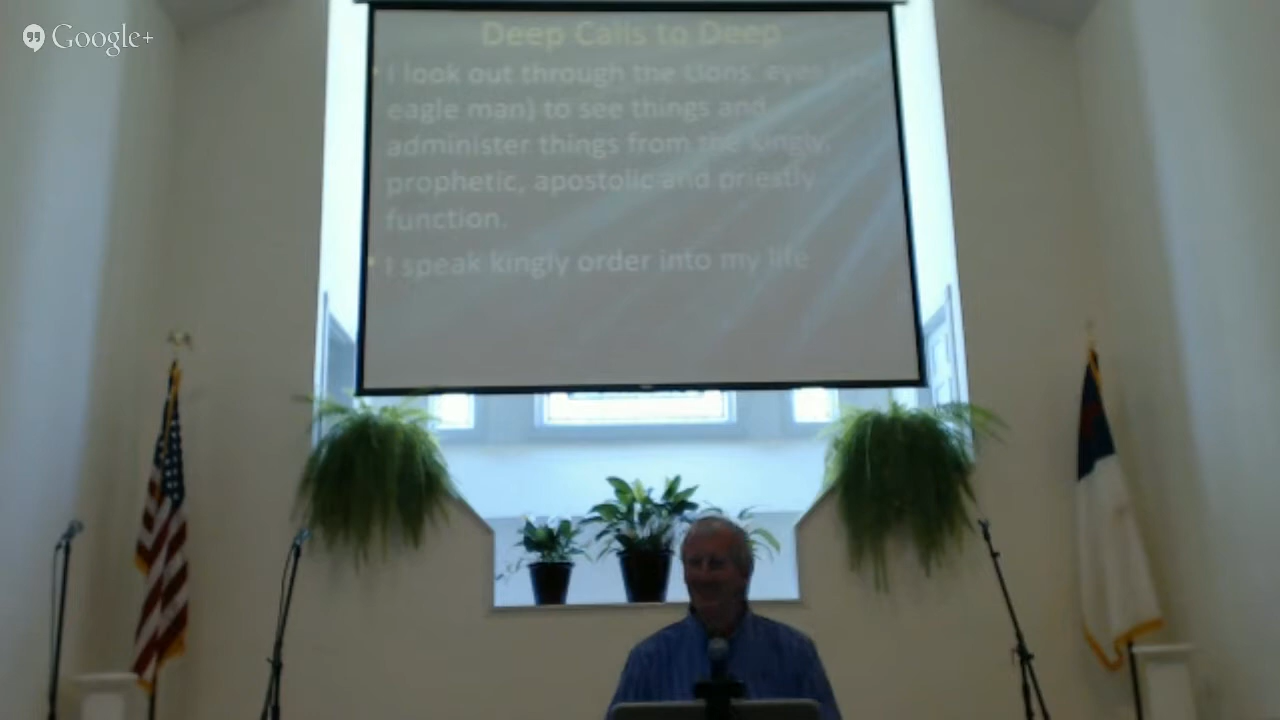 Google+
Deep Calls to Deep
I look out through the lions, eyes
eagle man) to see things and
administer things from the kingly,
prophetic, apostolic and priestly
function.
I speak kingly order into my life